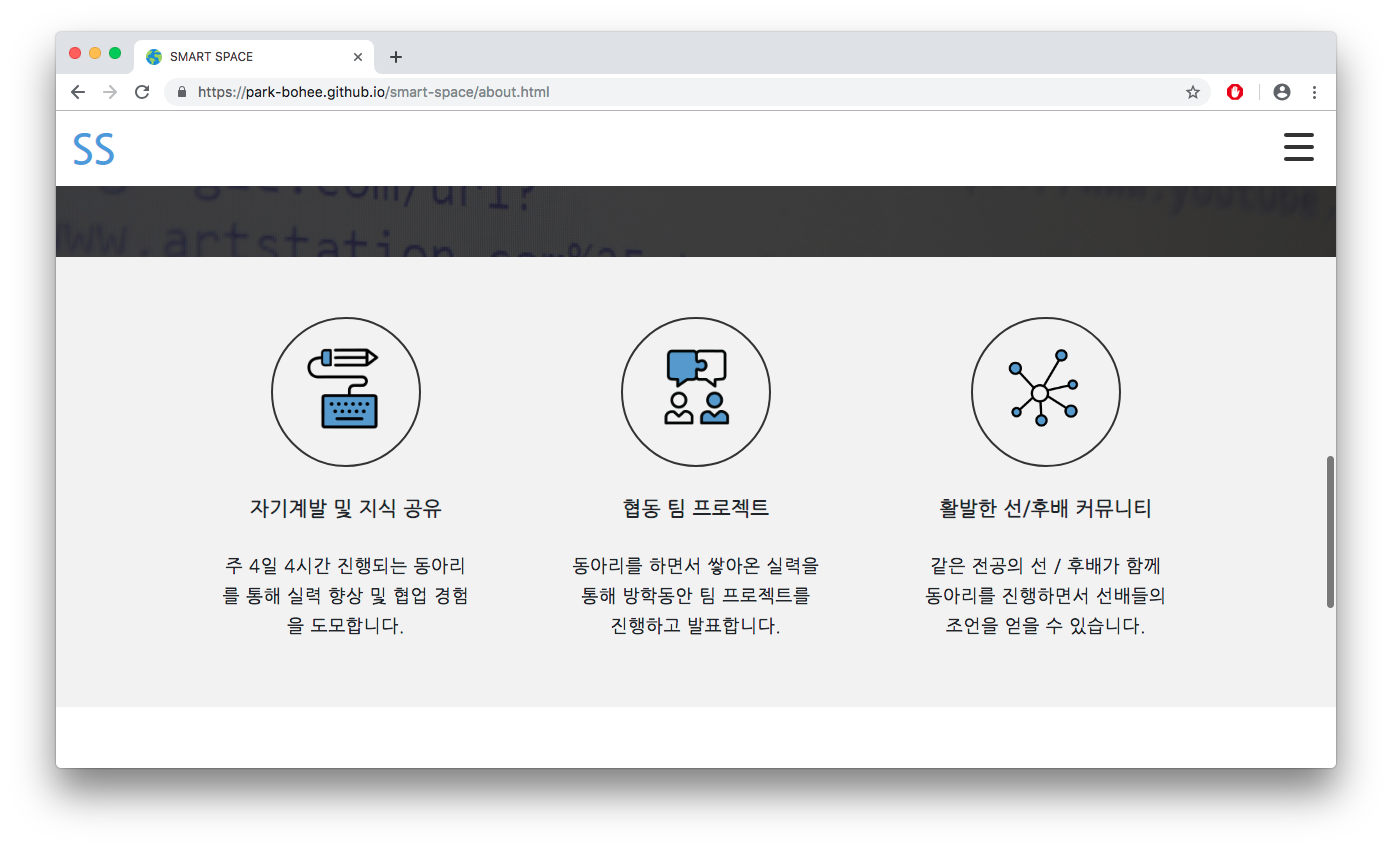 SMART SPACE
https://park-bohee.github.io/smart-space/about.html
SS
.com/url?
www.youtube.
www.artstation.com%25
자기계발 및 지식 공유
주 4일 4시간 진행되는 동아리
를 통해 실력 향상 및 협업 경험
을 도모합니다.
협동 팀 프로젝트
동아리를 하면서 쌓아온 실력을
통해 방학동안 팀 프로젝트를
진행하고 발표합니다.
활발한 선/후배 커뮤니티
같은 전공의 선 / 후배가 함께
동아리를 진행하면서 선배들의
조언을 얻을 수 있습니다.